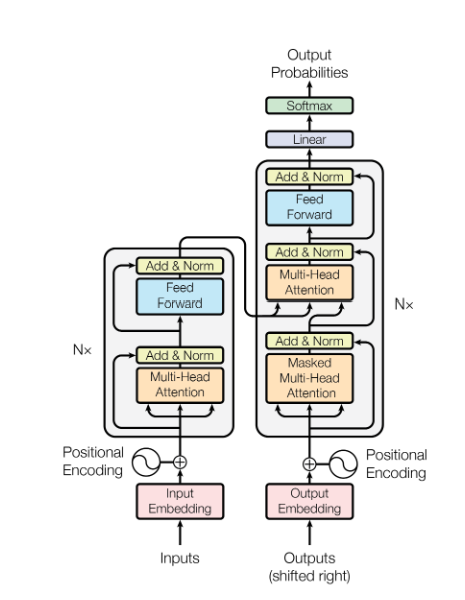 Output
Probabilities
Softmax
Linear
Add & Norm
Feed
Forward
Add & Norm
Multi-Head
Attention
Add & Norm
Masked
Multi-Head
Attention
N×
Positional
Encoding
Output
Embedding
Outputs
(shifted right)
Add & Norm
Feed
Forward
Add & Norm
Multi-Head
Attention
N×
Positional
Encoding
Input
Embedding
Inputs